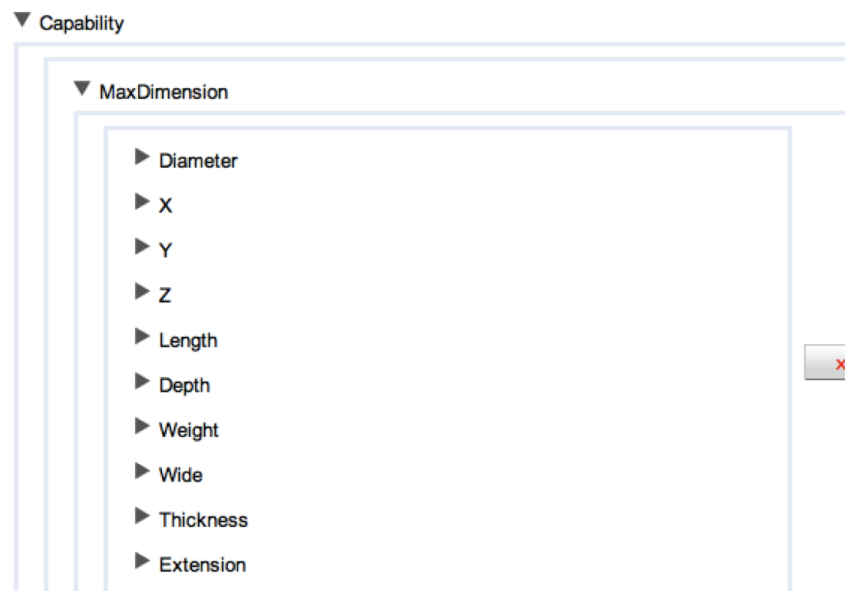 Capability
MaxDimension
Diameter
X
Y
Z
Length
Depth
Weight
Wide
Thickness
Extension
x